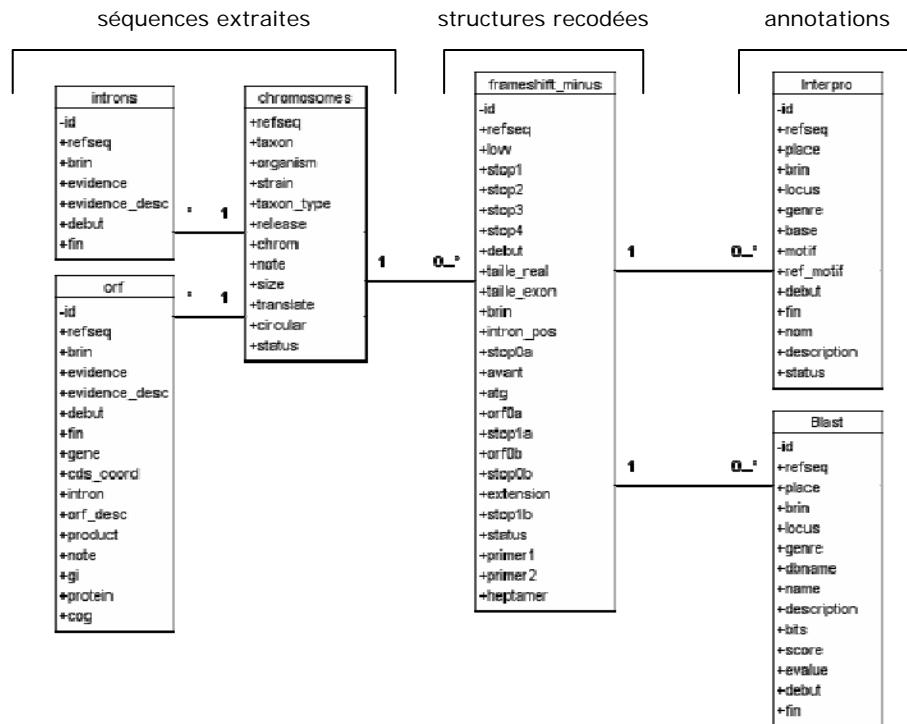 séquences extraites
structures recodées
annotations
introns
-id
+refseq
+brin
+evidence
+evidence_desc
+debut
+fin
* 1
orf
-id
+refseq
+brin
+evidence
+evidence_desc
+debut
+fin
+gene
+cds_coord
+intron
+orf_desc
+product
+note
+gi
+protein
+cog
* 1
chromosomes
+refseq
+taxon
+organism
+strain
+taxon_type
+release
+chrom
+note
+size
+translate
+circular
+status
1 0..*
frameshift_minus
-id
+refseq
+low
+stop1
+stop2
+stop3
+stop4
+debut
+taille_real
+taille_exon
+brin
+intron_pos
+stop0a
+avant
+atg
+orf0a
+stop1a
+orf0b
+stop0b
+extension
+stop1b
+status
+primer1
+primer2
+heptamer
1 0..*
1 0..*
Interpro
-id
+refseq
+place
+brin
+locus
+genre
+base
+motif
+ref_motif
+debut
+fin
+nom
+description
+status
Blast
-id
+refseq
+place
+brin
+locus
+genre
+dbname
+name
+description
+bits
+score
+evalue
+debut
+fin